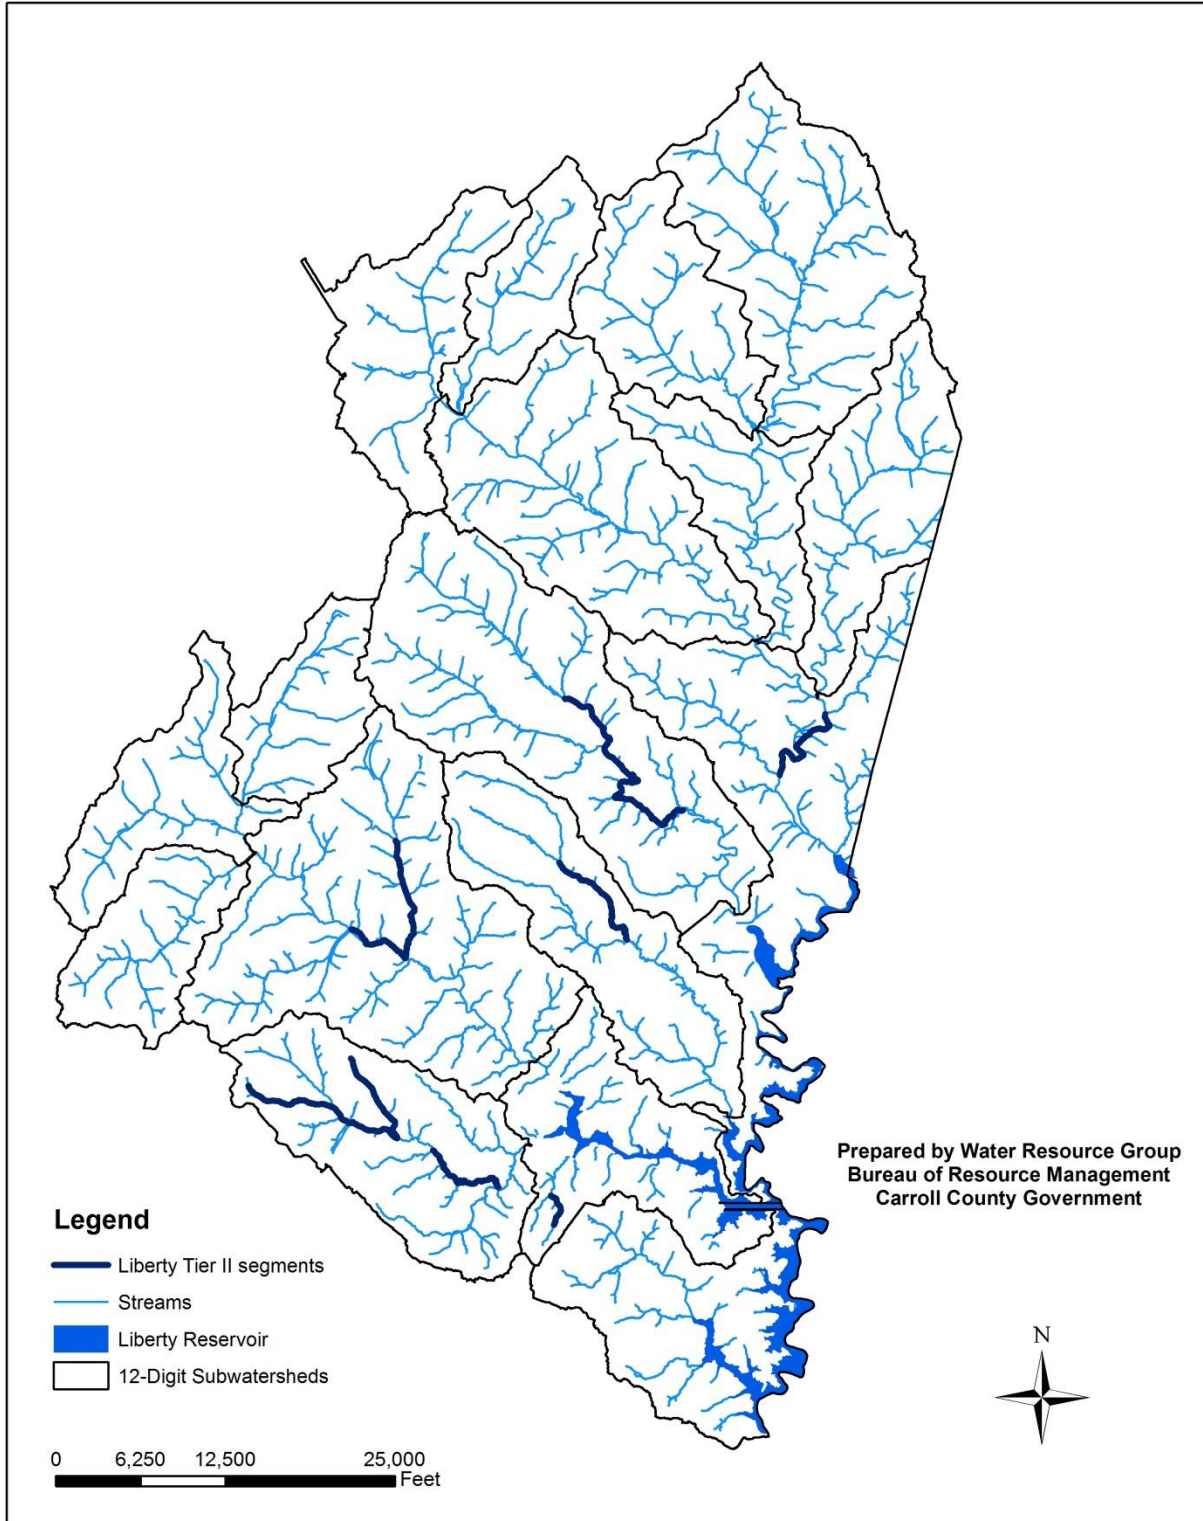 Prepared by Water Resource Group
Bureau of Resource Management
Carroll County Government
Legend
Liberty Tier II segments
Streams
Liberty Reservoir
12-Digit Subwatersheds
N
0 6,250 12,500 25,000
Feet